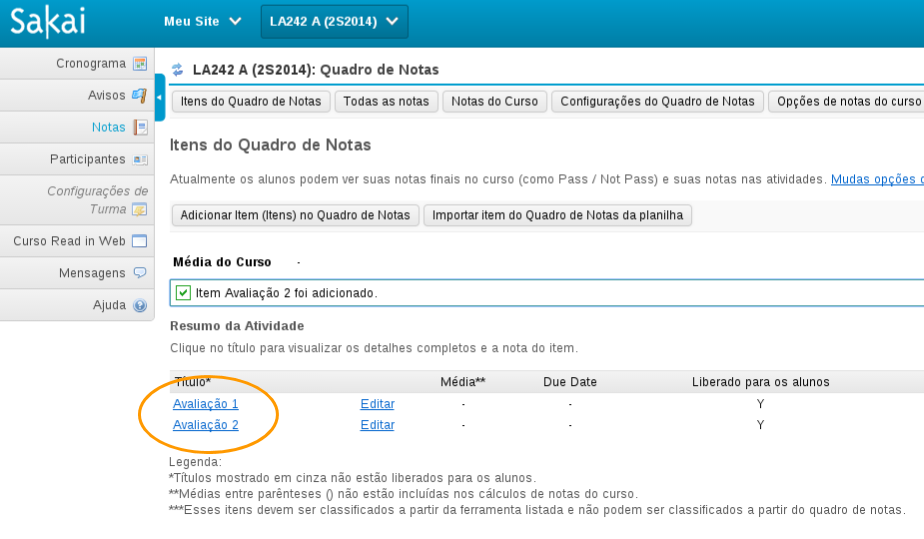 Sakai
Meu Site
LA242 A (2S2014)
Cronograma
Avisos
Notas
Participantes
Configurações de
Turma
Curso Read in Web
Mensagens
Ajuda
LA242 A (2S2014): Quadro de Notas
Itens do Quadro de Notas Todas as notas Notas do Curso Configurações do Quadro de Notas Opções de notas do curso
Itens do Quadro de Notas
Atualmente os alunos podem ver suas notas finais no curso (como Pass / Not Pass) e suas notas nas atividades. Mudas opções
Adicionar Item (Itens) no Quadro de Notas Importar item do Quadro de Notas da planilha
Média do Curso -
Item Avaliação 2 foi adicionado.
Resumo da Atividade
Clique no título para visualizar os detalhes completos e a nota do item.
Título* Média** Due Date Liberado para os alunos
Avaliação 1 Editar - - Y
Avaliação 2 Editar - - Y
Legenda:
*Títulos mostrado em cinza não estão liberados para os alunos.
**Médias entre parênteses () não estão incluídas nos cálculos de notas do curso.
***Esses itens devem ser classificados a partir da ferramenta listada e não podem ser classificados a partir do quadro de notas.